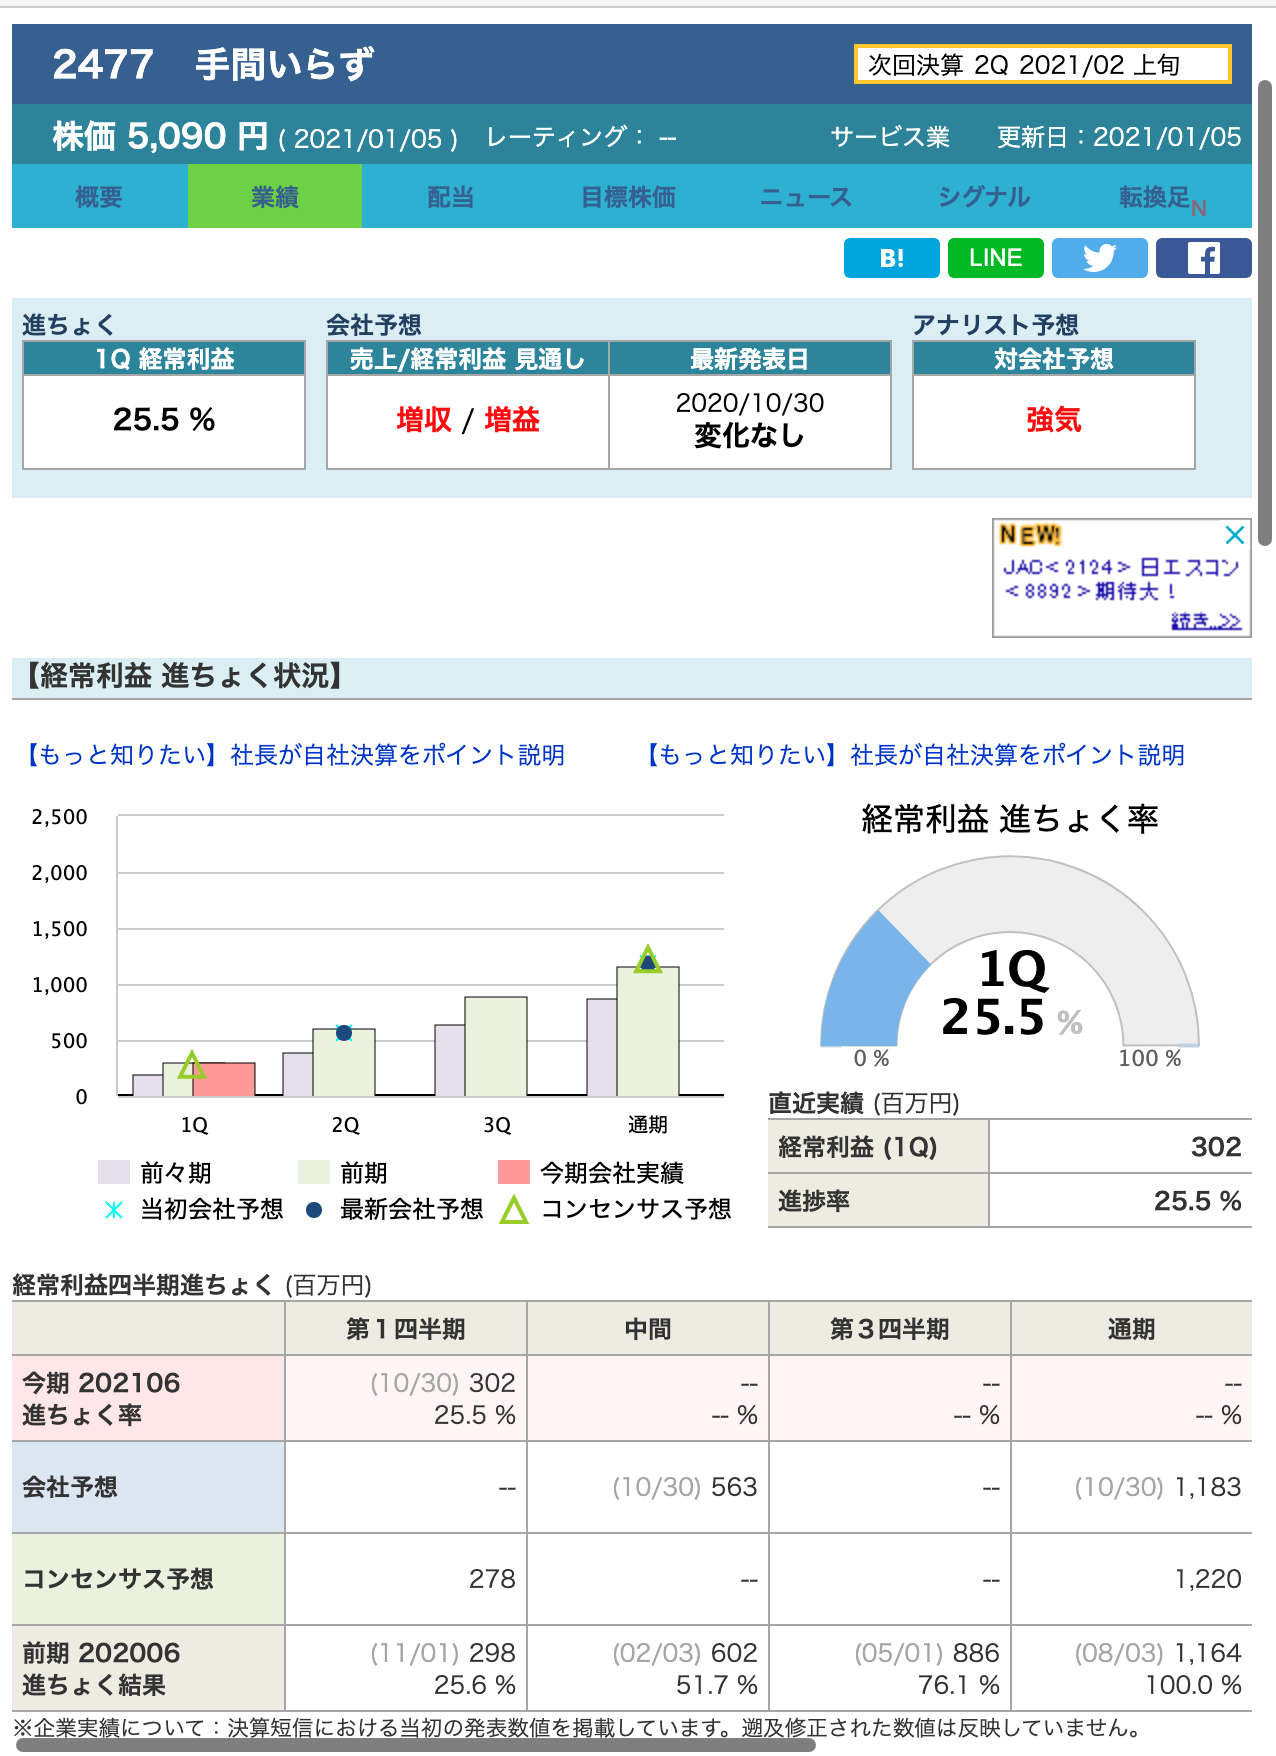 2477　手間いらず
次回決算 2Q 2021/02 上旬
株価 5,090 円 ( 2021/01/05 )　レーティング： --　サービス業　更新日：2021/01/05
概要　業績　配当　目標株価　ニュース　シグナル　転換足N
B!　LINE
進ちょく　会社予想　アナリスト予想
1Q 経常利益　売上/経常利益 見通し　最新発表日　対会社予想
25.5 %　増収 / 増益　2020/10/30　強気
変化なし
NEW!
JAC<2124> 日エスコン
<8892>期待大！
続き..>>
【経常利益 進ちょく状況】
【もっと知りたい】社長が自社決算をポイント説明　【もっと知りたい】社長が自社決算をポイント説明
2,500
2,000
1,500
1,000
500
0
1Q　2Q　3Q　通期
前々期　前期　今期会社実績
当初会社予想　最新会社予想　コンセンサス予想
経常利益 進ちょく率
1Q
25.5 %
0 %　100 %
直近実績 (百万円)
経常利益 (1Q)　302
進捗率　25.5 %
経常利益四半期進ちょく (百万円)
第１四半期　中間　第３四半期　通期
今期 202106　(10/30) 302　--　--　--
進ちょく率　25.5 %　-- %　-- %　-- %
会社予想　--　(10/30) 563　--　(10/30) 1,183
コンセンサス予想　278　--　--　1,220
前期 202006　(11/01) 298　(02/03) 602　(05/01) 886　(08/03) 1,164
進ちょく結果　25.6 %　51.7 %　76.1 %　100.0 %
※企業実績について：決算短信における当初の発表数値を掲載しています。遡及修正された数値は反映していません。